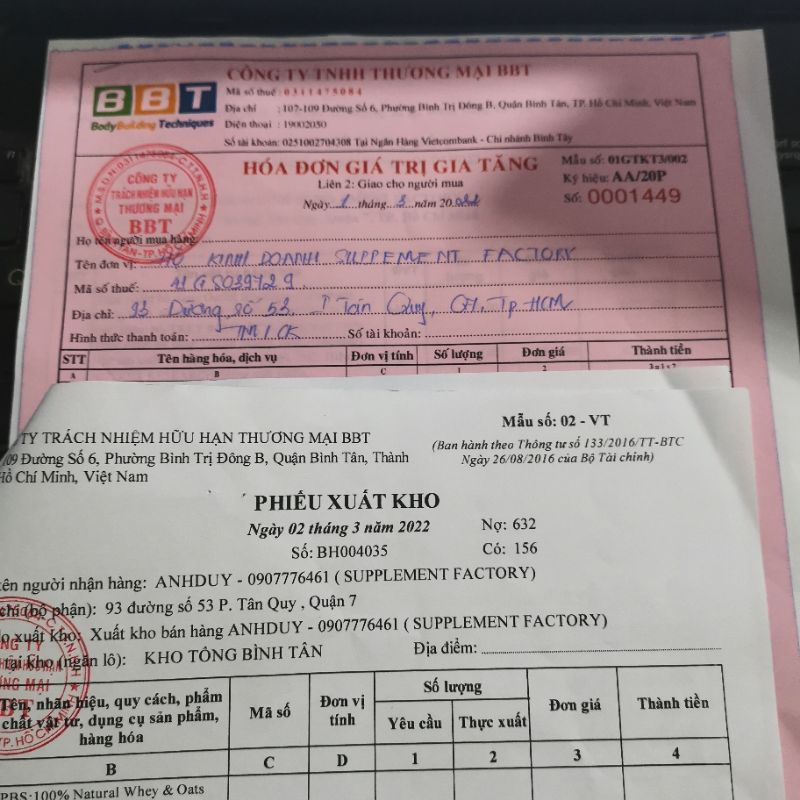 BBT
BodyBuilding Techniques
CÔNG TY TNHH THƯƠNG MẠI BBT
Mã số thuế: 0311475084
Địa chỉ : 107-109 Đường Số 6, Phường Bình Trị Đông B, Quận Bình Tân, TP. Hồ Chí Minh, Việt Nam
Điện thoại : 19002050
Số tài khoản: 0251002704308 Tại Ngân Hàng Vietcombank - Chi nhánh Bình Tây
HÓA ĐƠN GIÁ TRỊ GIA TĂNG
Mẫu số: 01GTKT3/002
Liên 2: Giao cho người mua
Ký hiệu: AA/20P
Ngày 1 tháng 3 năm 2022
Số: 0001449
CÔNG TY
TRÁCH NHIỆM HỮU HẠN
THƯƠNG MẠI
BBT
Họ tên người mua hàng:
Tên đơn vị: KINH DOANH SUPPEMENT FACTORY
Mã số thuế: 41G8039729
Địa chỉ: 93 Dương số 53, P Tân Quy, Q7, Tp HCM
Hình thức thanh toán: TM/CK Số tài khoản:
STT Tên hàng hóa, dịch vụ Đơn vị tính Số lượng Đơn giá Thành tiền
A B C 1 2 3=1x2
TY TRÁCH NHIỆM HỮU HẠN THƯƠNG MẠI BBT
Mẫu số: 02 - VT
09 Đường Số 6, Phường Bình Trị Đông B, Quận Bình Tân, Thành
(Ban hành theo Thông tư số 133/2016/TT-BTC
Hồ Chí Minh, Việt Nam
Ngày 26/08/2016 của Bộ Tài chính)
PHIẾU XUẤT KHO
Ngày 02 tháng 3 năm 2022 Nợ: 632
Số: BH004035 Có: 156
tên người nhận hàng: ANHDUY - 0907776461 ( SUPPLEMENT FACTORY)
chỉ (bộ phận): 93 đường số 53 P. Tân Quy , Quận 7
do xuất kho: Xuất kho bán hàng ANHDUY - 0907776461 ( SUPPLEMENT FACTORY)
tại kho (ngăn lô): KHO TỔNG BÌNH TÂN Địa điểm:
Tên, nhãn hiệu, quy cách, phẩm chất vật tư, dụng cụ sản phẩm, hàng hóa
Mã số
Đơn vị tính
Số lượng
Yêu cầu Thực xuất
Đơn giá
Thành tiền
B C D 1 2 3 4
PBS:100% Natural Whey & Oats